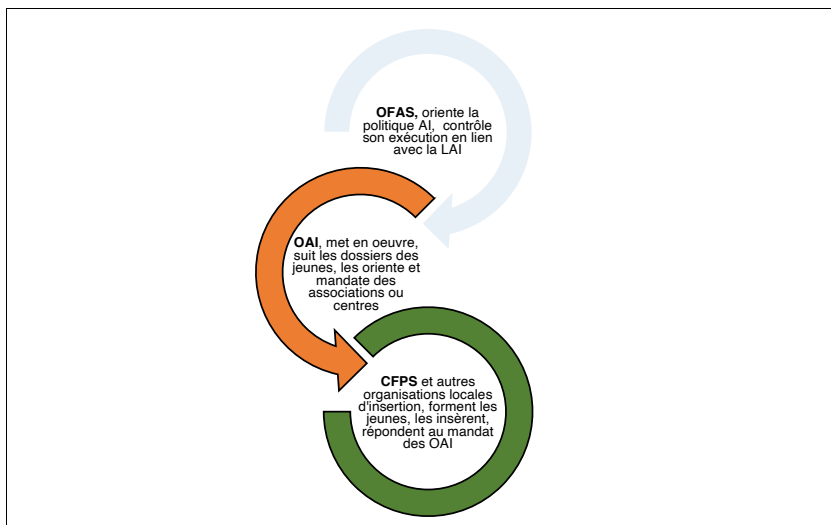 OFAS, oriente la
politique AI, contrôle
son exécution en lien
avec la LAI
OAI, met en oeuvre,
suit les dossiers des
jeunes, les oriente et
mandate des
associations ou
centres
CFPS et autres
organisations locales
d'insertion, forment les
jeunes, les insèrent,
répondent au mandat
des OAI